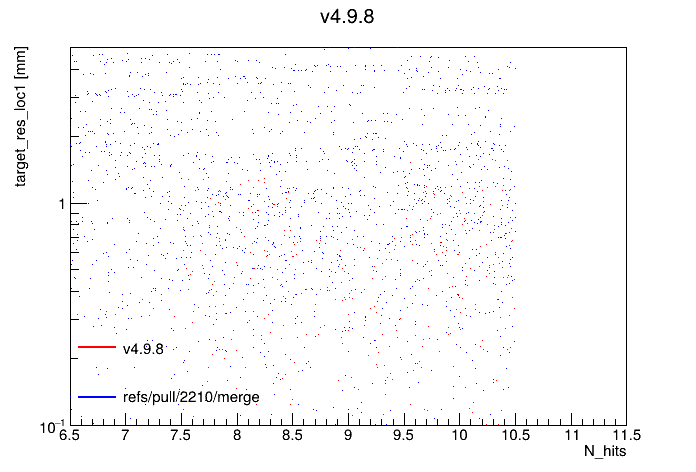 v4.9.8
target_res_loc1 [mm]
1
v4.9.8
refs/pull/2210/merge
10⁻¹
6.5 7 7.5 8 8.5 9 9.5 10 10.5 11 11.5
N_hits